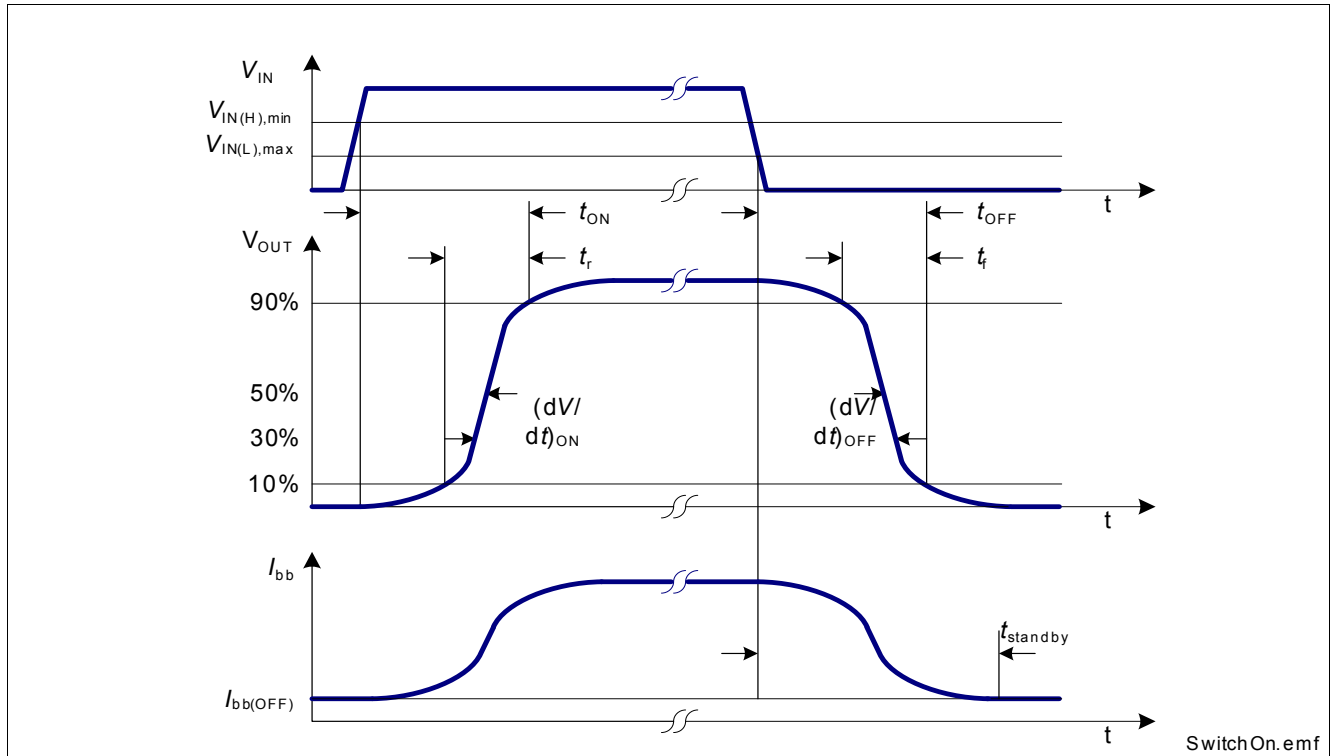 V_IN
V_IN(H),min
V_IN(L),max
t
t_ON
t_OFF
V_OUT
t_r
t_f
90%
50%
(dV/
dt)_ON
(dV/
dt)_OFF
30%
10%
t
I_bb
t_standby
I_bb(OFF)
t
SwitchOn.emf